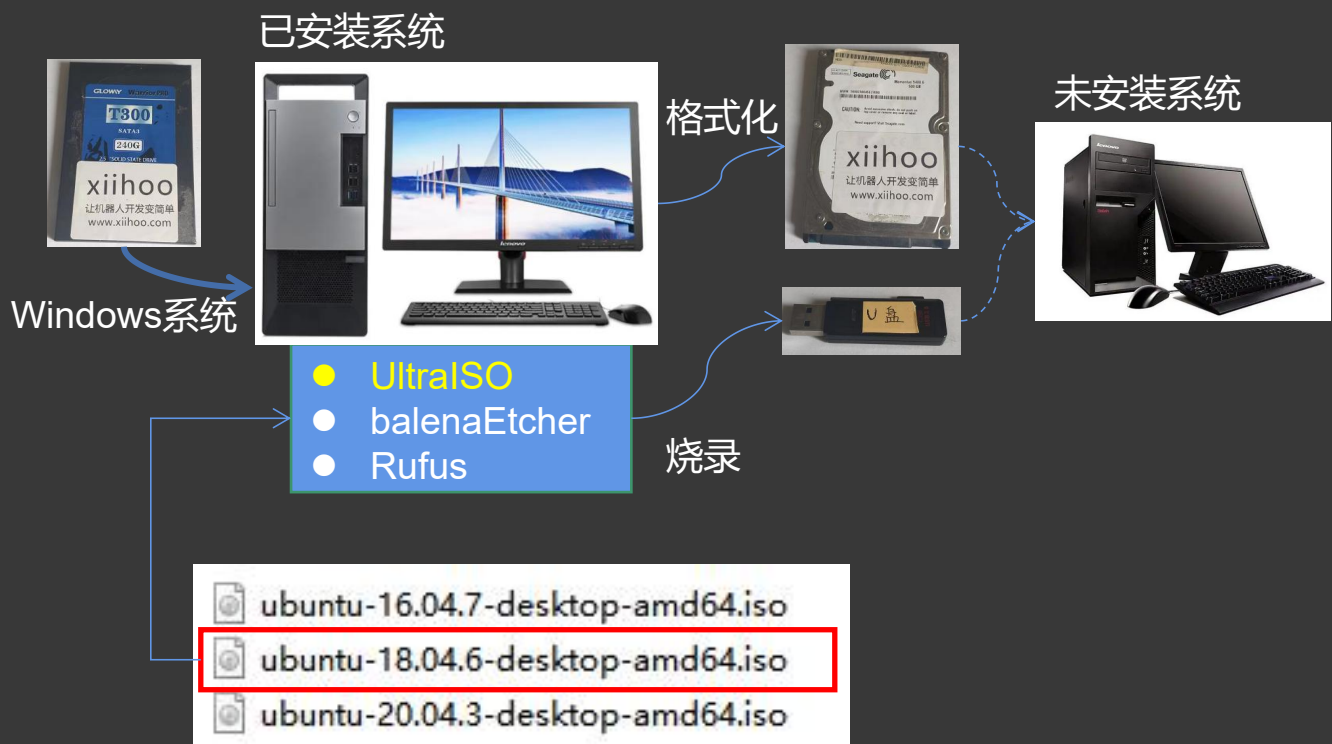 已安装系统
GLOWAY
T300
SATA3
240G
xiihoo
让机器人开发变简单
www.xiihoo.com
Windows系统
lenovo
格式化
Seagate
xiihoo
让机器人开发变简单
www.xiihoo.com
未安装系统
U盘
UltraISO
balenaEtcher
Rufus
烧录
ubuntu-16.04.7-desktop-amd64.iso
ubuntu-18.04.6-desktop-amd64.iso
ubuntu-20.04.3-desktop-amd64.iso